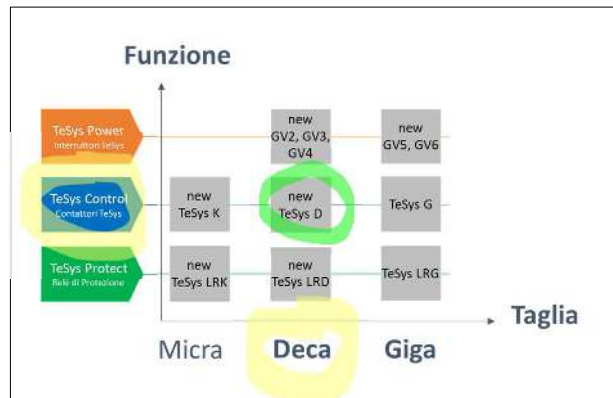 Funzione
TeSys Power
Interruttori TeSys
new
GV2, GV3,
GV4
new
GV5, GV6
TeSys Control
Contattori TeSys
new
TeSys K
new
TeSys D
TeSys G
TeSys Protect
Relè di Protezione
new
TeSys LRK
new
TeSys LRD
TeSys LRG
Taglia
Micra
Deca
Giga